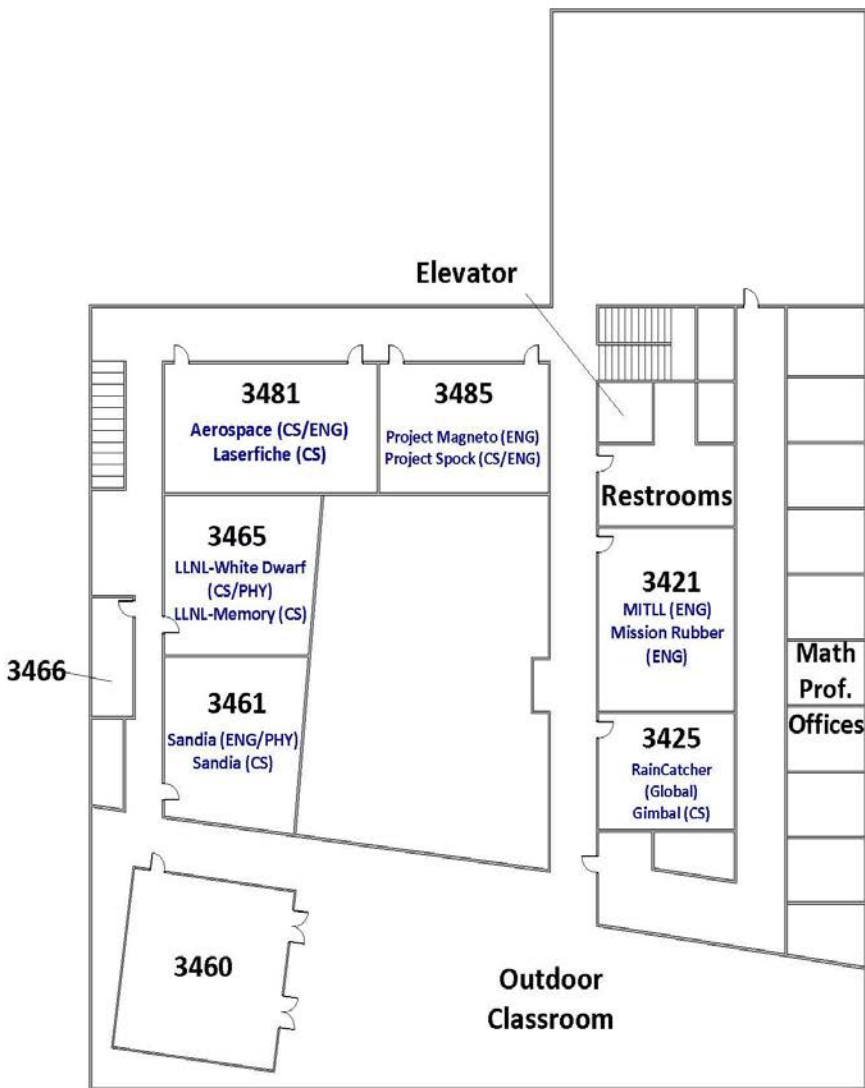 Elevator
3481
Aerospace (CS/ENG)
Laserfiche (CS)
3485
Project Magneto (ENG)
Project Spock (CS/ENG)
Restrooms
3465
LLNL-White Dwarf
(CS/PHY)
LLNL-Memory (CS)
3421
MITLL (ENG)
Mission Rubber
(ENG)
Math
Prof.
Offices
3466
3461
Sandia (ENG/PHY)
Sandia (CS)
3425
RainCatcher
(Global)
Gimbal (CS)
3460
Outdoor
Classroom